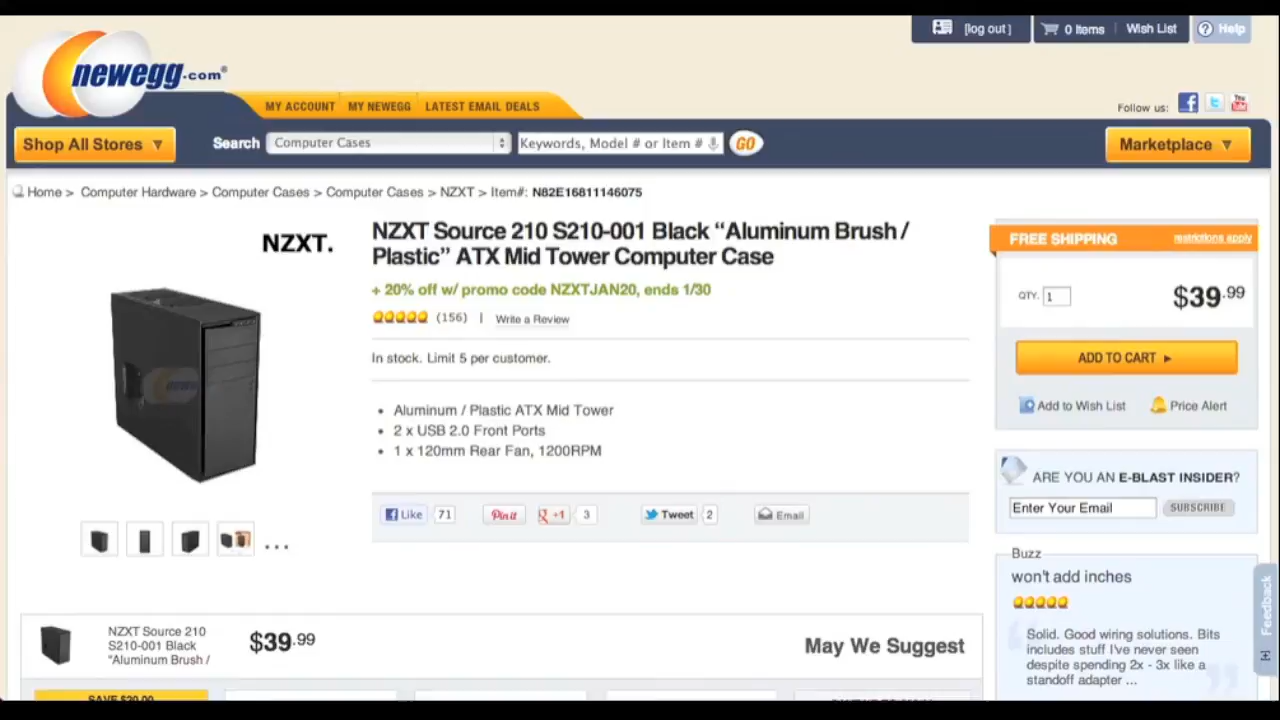 [log out]
0 Items
Wish List
Help
newegg.com®
MY ACCOUNT
MY NEWEGG
LATEST EMAIL DEALS
Follow us:
Shop All Stores
Search
Computer Cases
Keywords, Model # or Item #
GO
Marketplace
Home > Computer Hardware > Computer Cases > Computer Cases > NZXT > Item#: N82E16811146075
NZXT.
NZXT Source 210 S210-001 Black “Aluminum Brush /
Plastic” ATX Mid Tower Computer Case
+ 20% off w/ promo code NZXTJAN20, ends 1/30
(156) | Write a Review
In stock. Limit 5 per customer.
• Aluminum / Plastic ATX Mid Tower
• 2 x USB 2.0 Front Ports
• 1 x 120mm Rear Fan, 1200RPM
Like 71
Pin it
+1 3
Tweet 2
Email
FREE SHIPPING
restrictions apply
QTY. 1
$39.99
ADD TO CART
Add to Wish List
Price Alert
ARE YOU AN E-BLAST INSIDER?
Enter Your Email
SUBSCRIBE
Buzz
won't add inches
Solid. Good wiring solutions. Bits
includes stuff I've never seen
despite spending 2x - 3x like a
standoff adapter ...
Feedback
[+]
NZXT Source 210
S210-001 Black
“Aluminum Brush /
$39.99
May We Suggest
SAVE $20.00